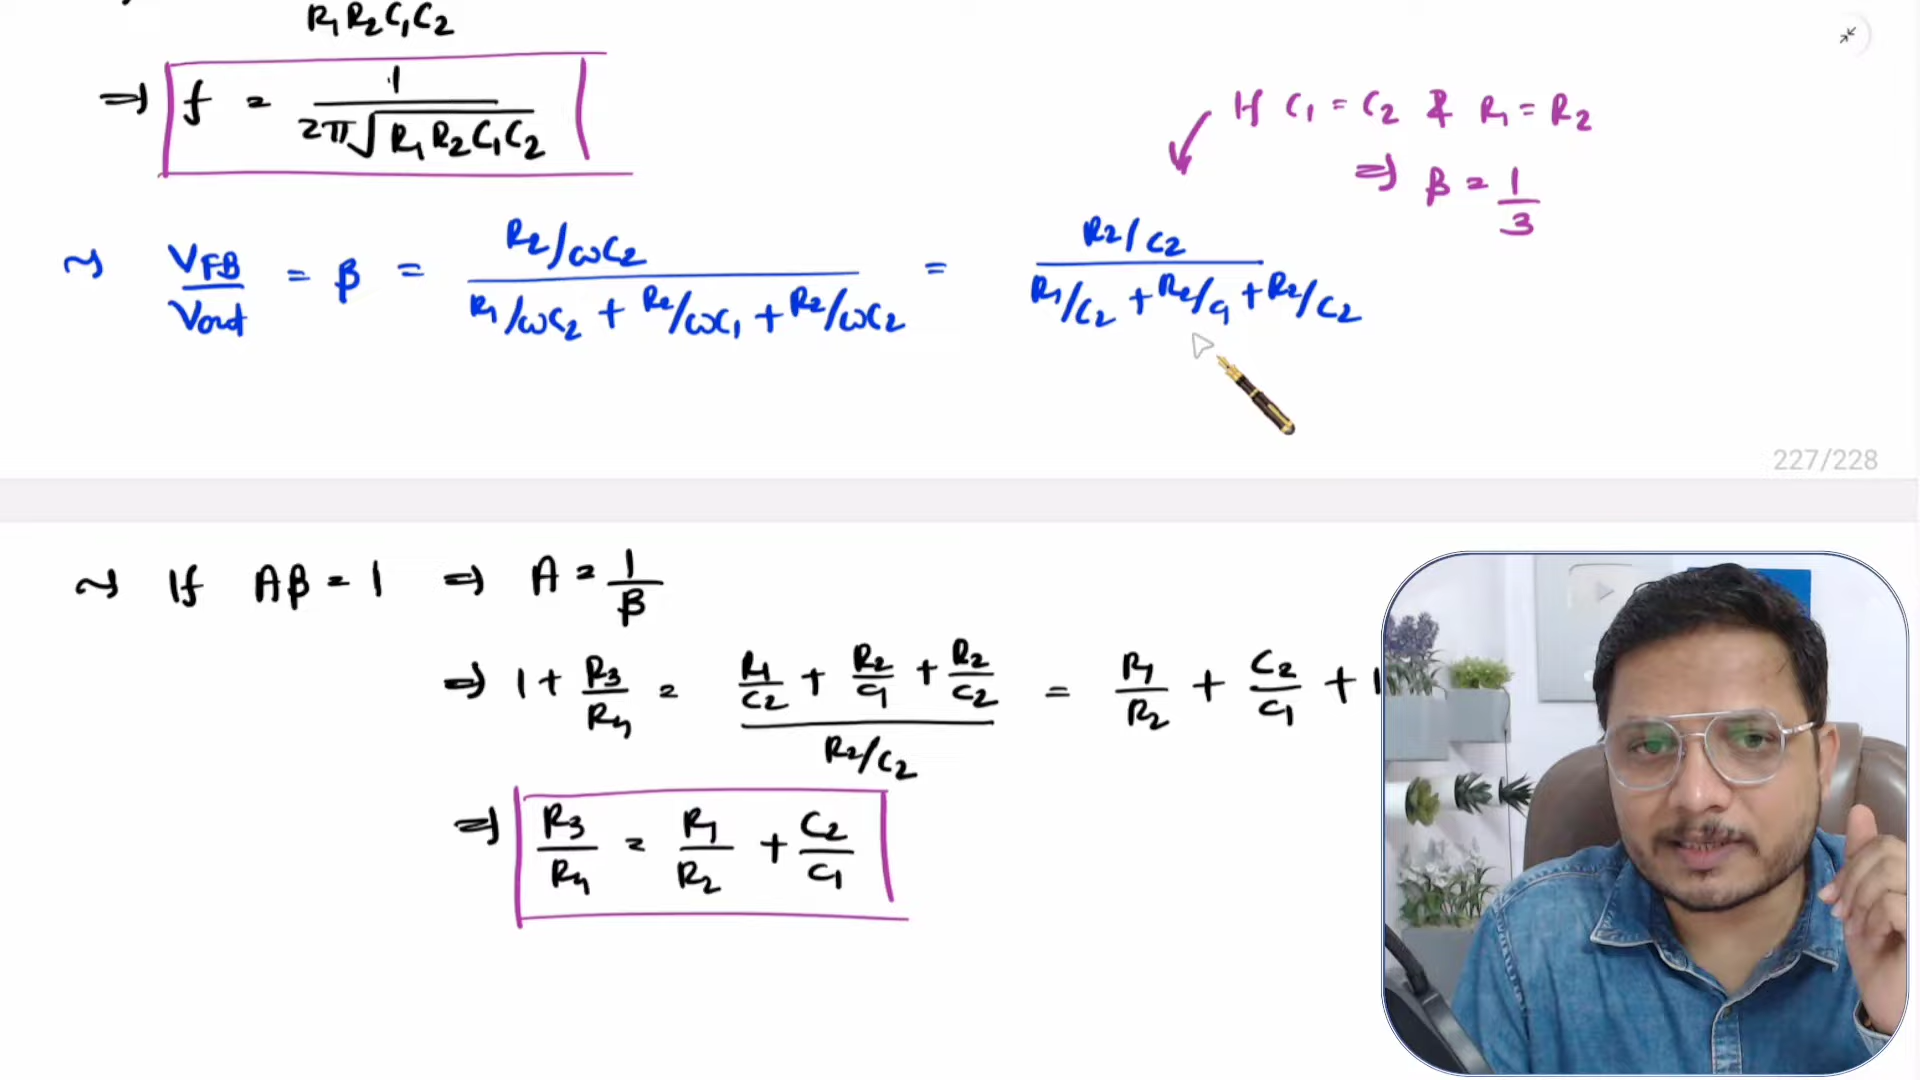 R₁R₂C₁C₂
⇒ f = 1 / 2π√R₁R₂C₁C₂
If C₁ = C₂ & R₁ = R₂
⇒ β = 1/3
~ V_FB/V_out = β = (R₂/ωC₂) / (R₁/ωC₂ + R₂/ωC₁ + R₂/ωC₂) = (R₂/C₂) / (R₁/C₂ + R₂/C₁ + R₂/C₂)
227/228
~ If Aβ = 1 ⇒ A = 1/β
⇒ 1 + R₃/R₄ = (R₁/C₂ + R₂/C₁ + R₂/C₂) / (R₂/C₂) = R₁/R₂ + C₂/C₁ + 1
⇒ R₃/R₄ = R₁/R₂ + C₂/C₁